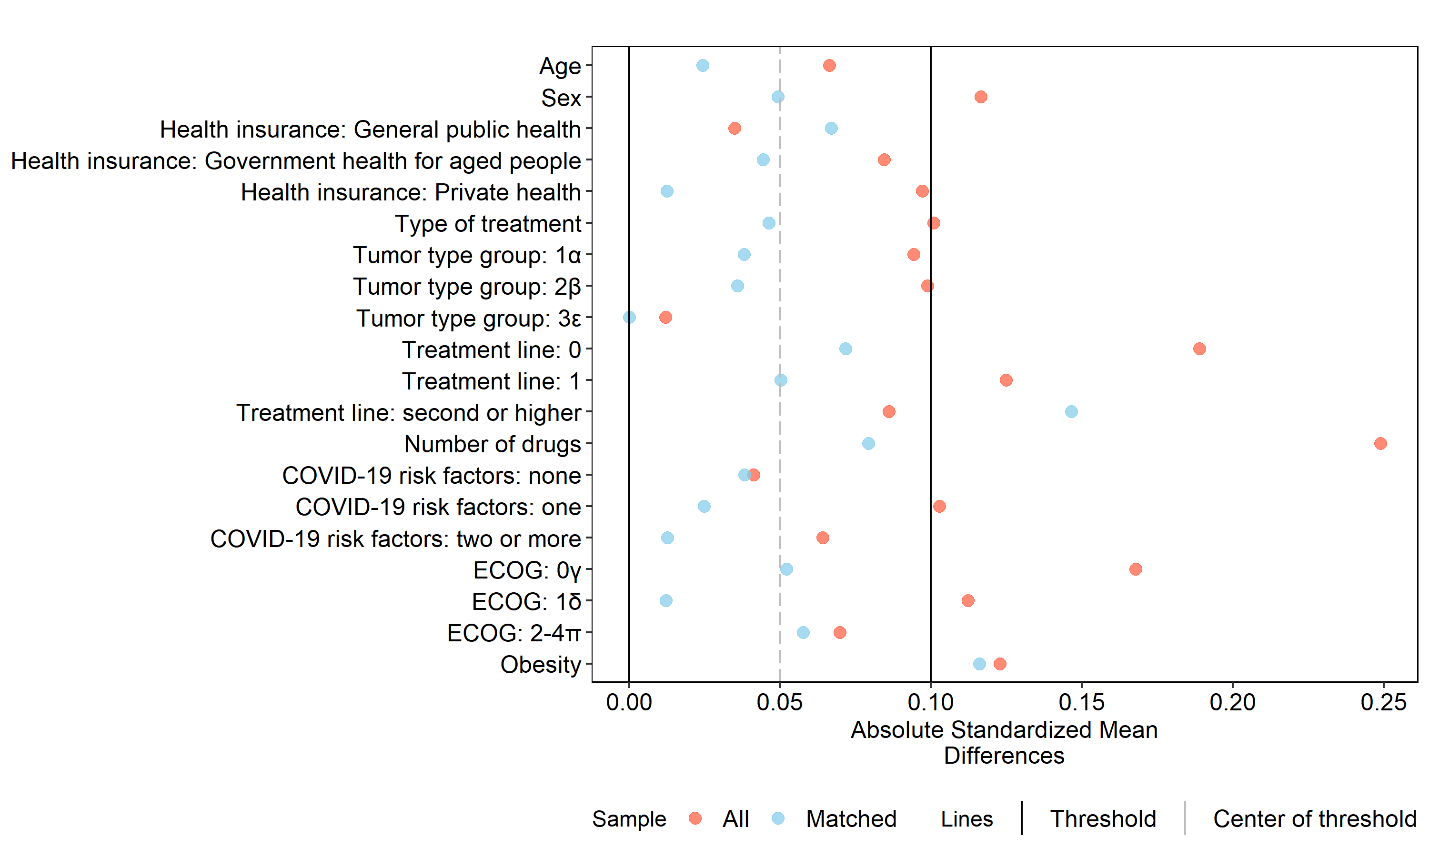 Age
Sex
Health insurance: General public health
Health insurance: Government health for aged people
Health insurance: Private health
Type of treatment
Tumor type group: 1α
Tumor type group: 2β
Tumor type group: 3ε
Treatment line: 0
Treatment line: 1
Treatment line: second or higher
Number of drugs
COVID-19 risk factors: none
COVID-19 risk factors: one
COVID-19 risk factors: two or more
ECOG: 0γ
ECOG: 1δ
ECOG: 2-4π
Obesity
0.00 0.05 0.10 0.15 0.20 0.25
Absolute Standardized Mean
Differences
Sample All Matched Lines Threshold Center of threshold